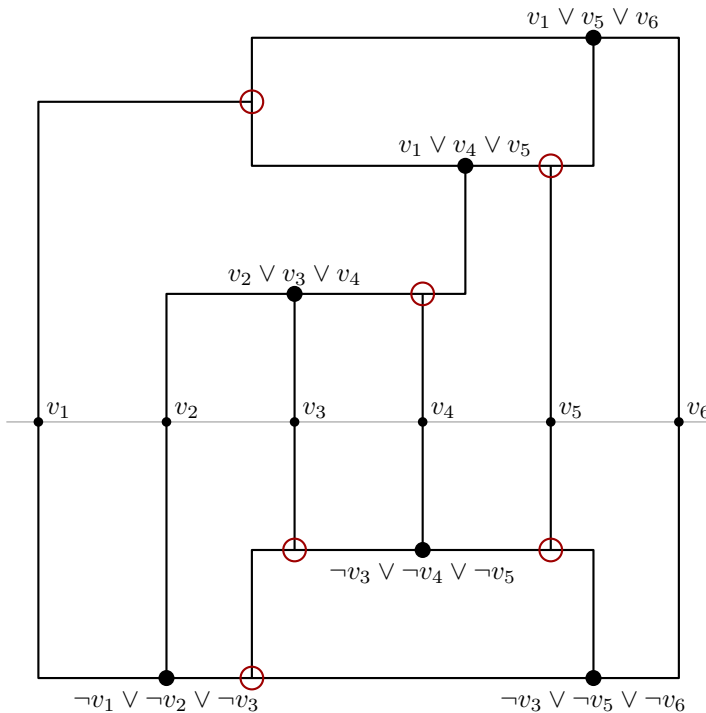 v₁ ∨ v₅ ∨ v₆
v₁ ∨ v₄ ∨ v₅
v₂ ∨ v₃ ∨ v₄
v₁ v₂ v₃ v₄ v₅ v₆
¬v₃ ∨ ¬v₄ ∨ ¬v₅
¬v₁ ∨ ¬v₂ ∨ ¬v₃ ¬v₃ ∨ ¬v₅ ∨ ¬v₆